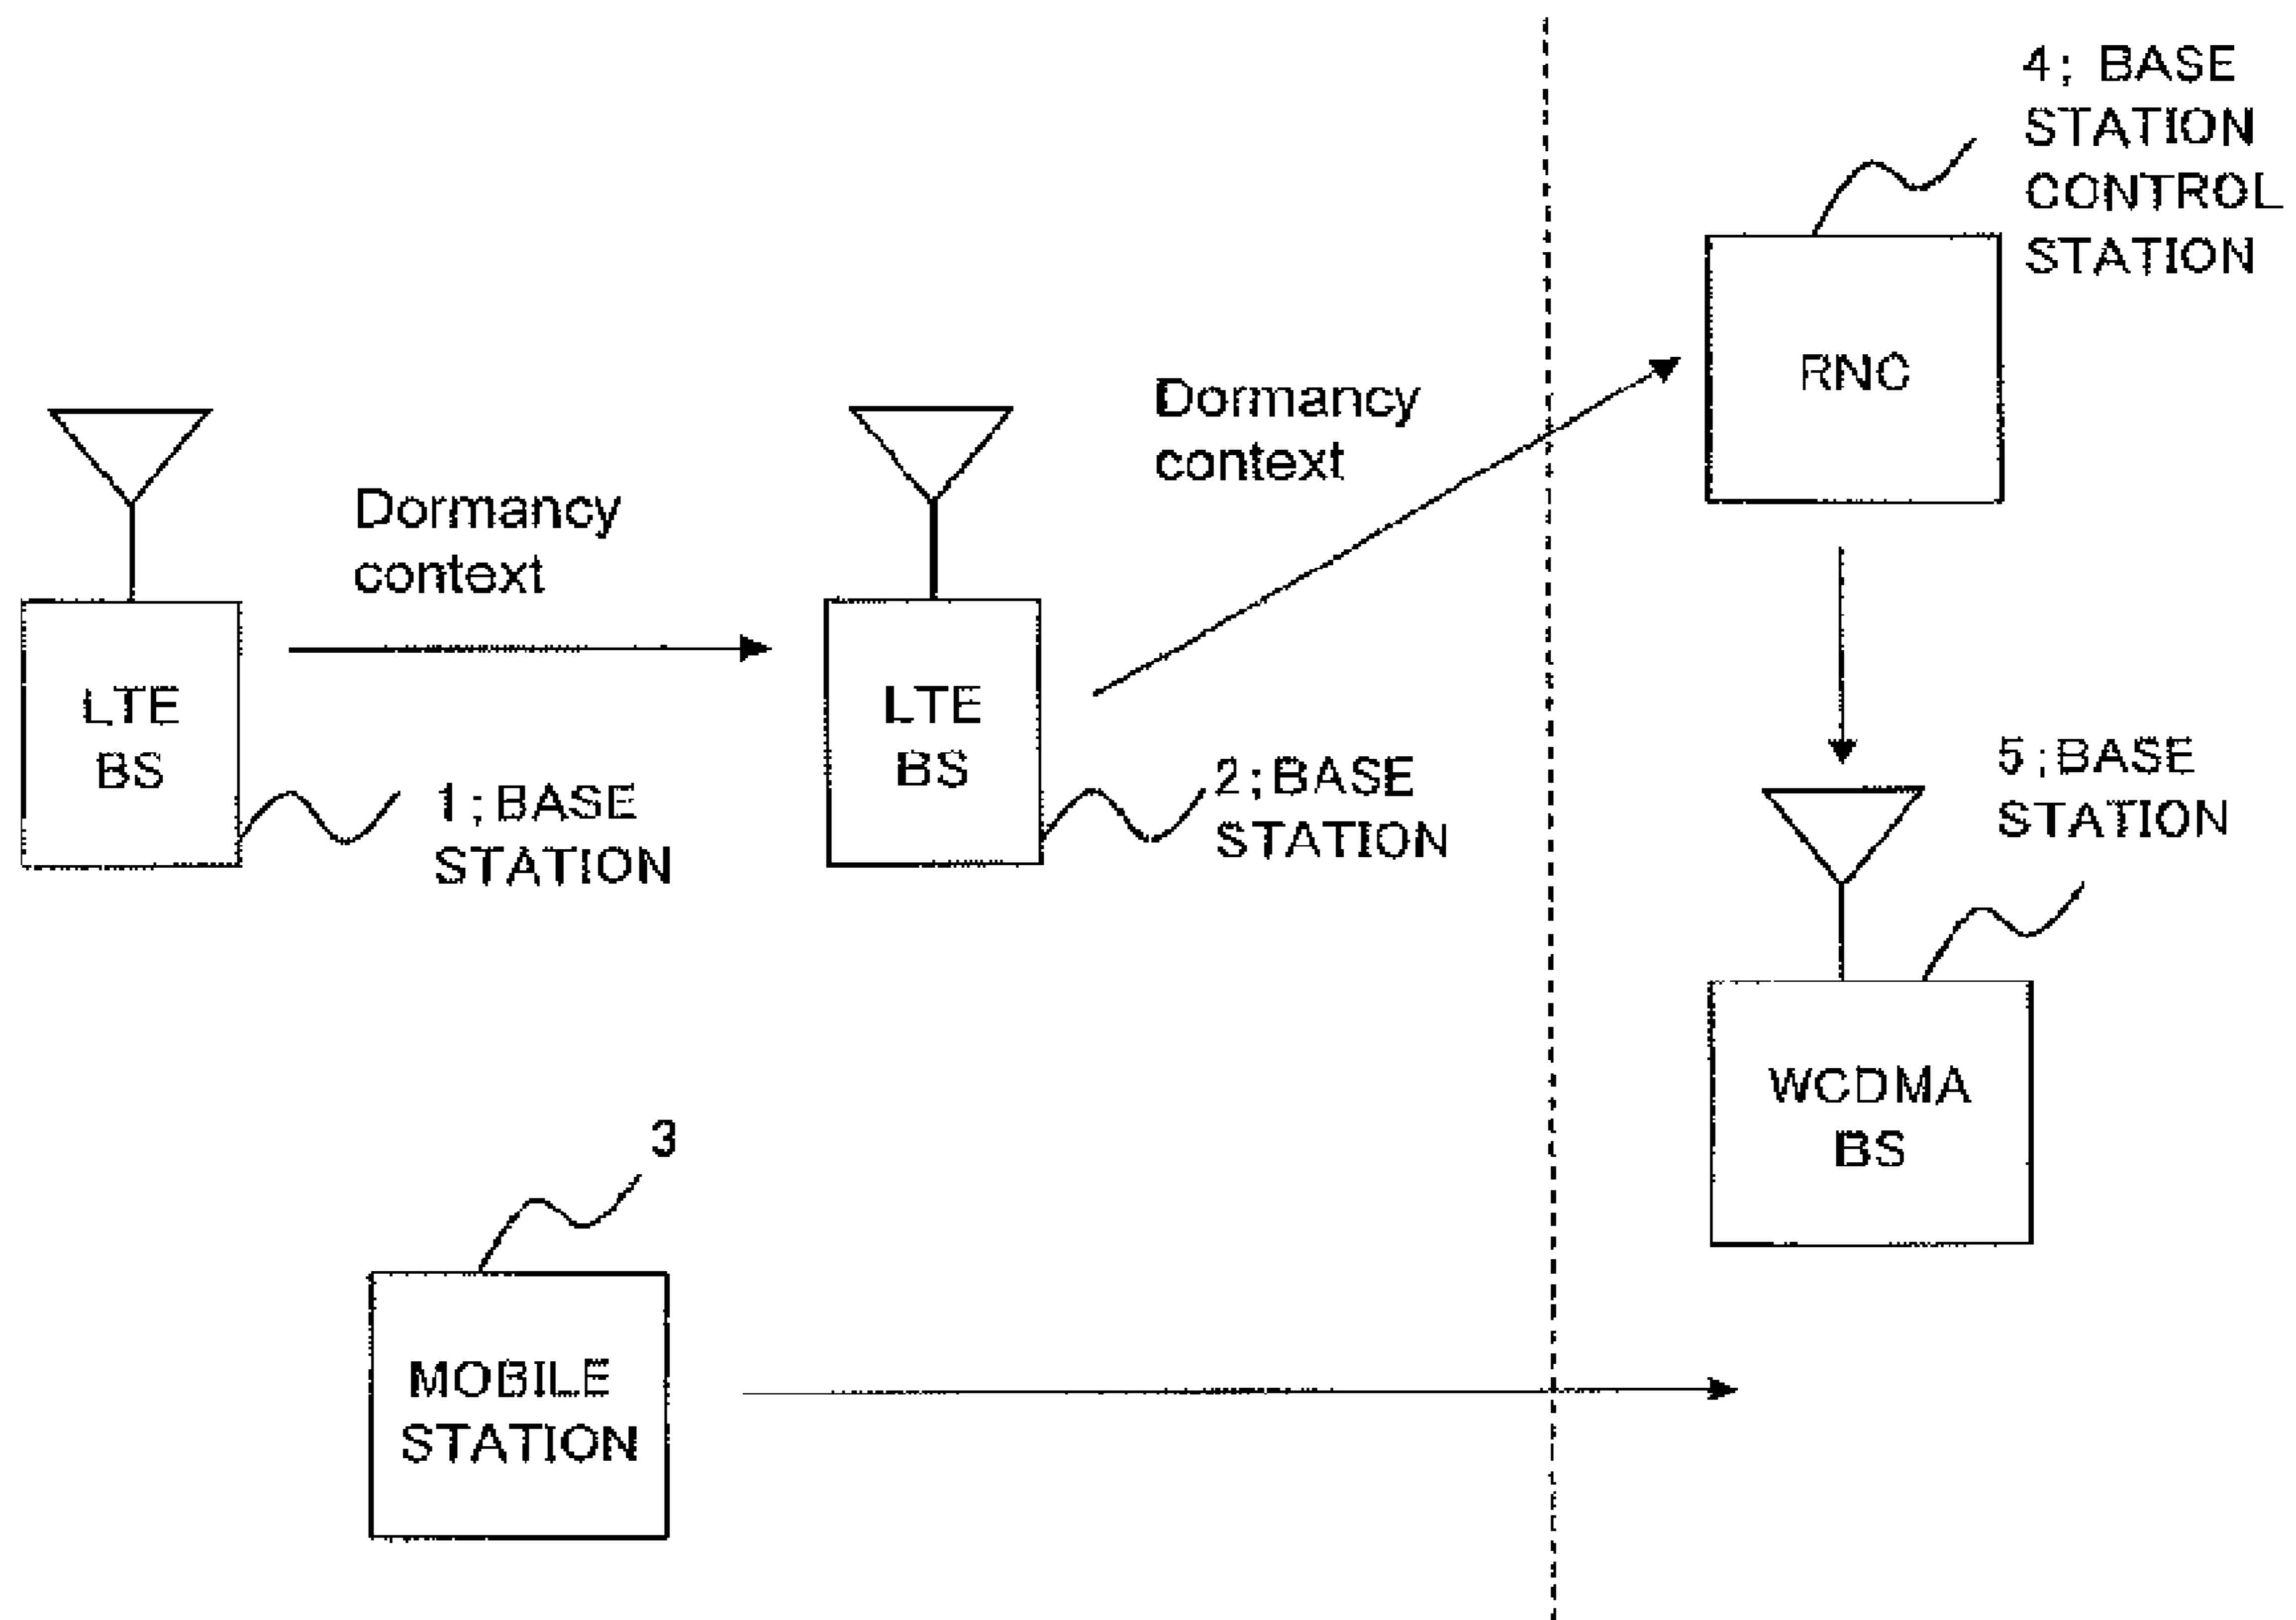 4; BASE
STATION
CONTROL
STATION
RNC
Dormancy
context
Dormancy
context
LTE
BS
1;BASE
STATION
LTE
BS
2;BASE
STATION
5;BASE
STATION
WCDMA
BS
3
MOBILE
STATION